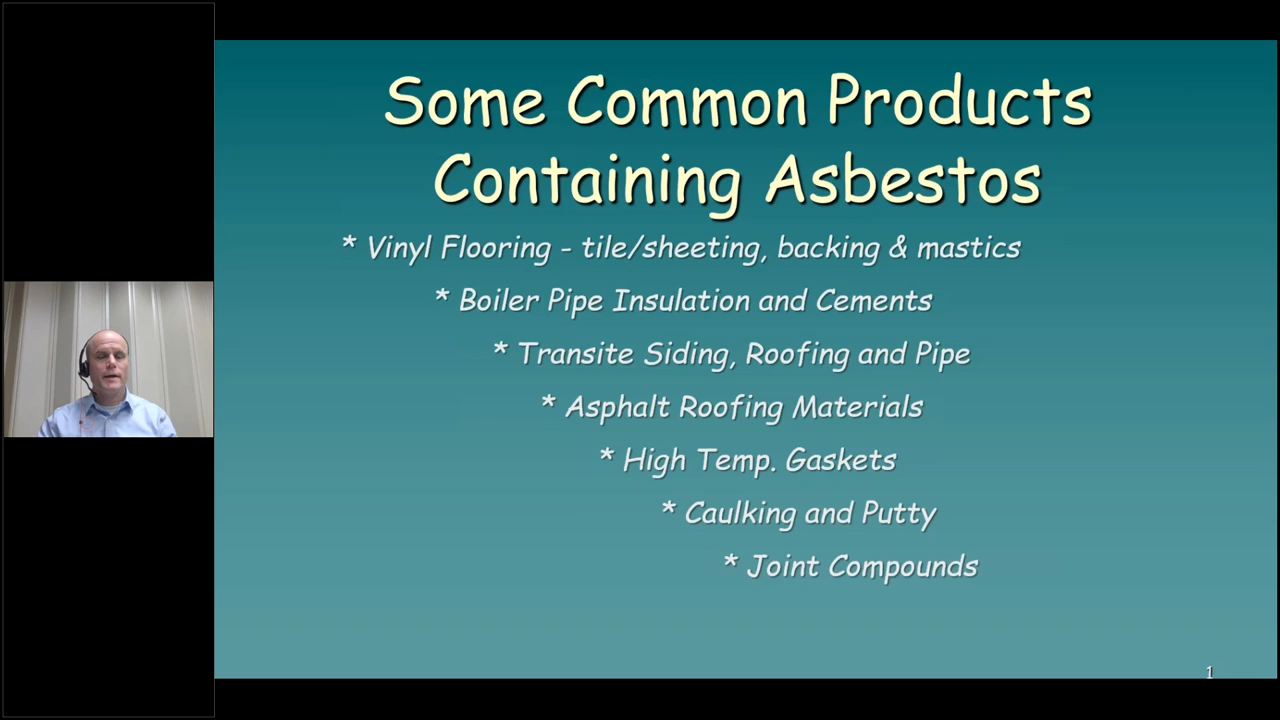 Some Common Products
Containing Asbestos
* Vinyl Flooring - tile/sheeting, backing & mastics
* Boiler Pipe Insulation and Cements
* Transite Siding, Roofing and Pipe
* Asphalt Roofing Materials
* High Temp. Gaskets
* Caulking and Putty
* Joint Compounds
1